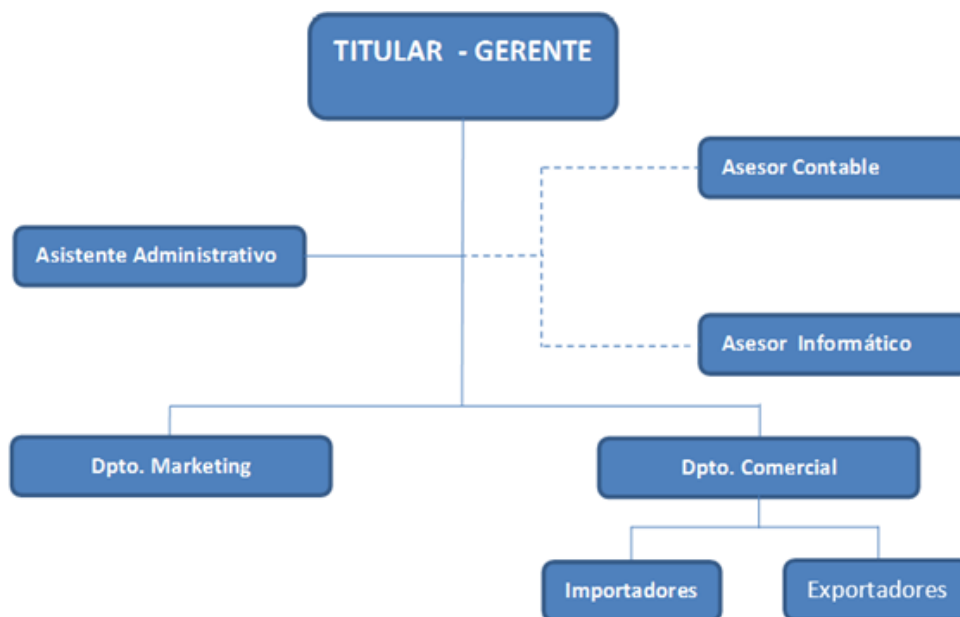 TITULAR - GERENTE
Asesor Contable
Asistente Administrativo
Asesor Informático
Dpto. Marketing
Dpto. Comercial
Importadores
Exportadores